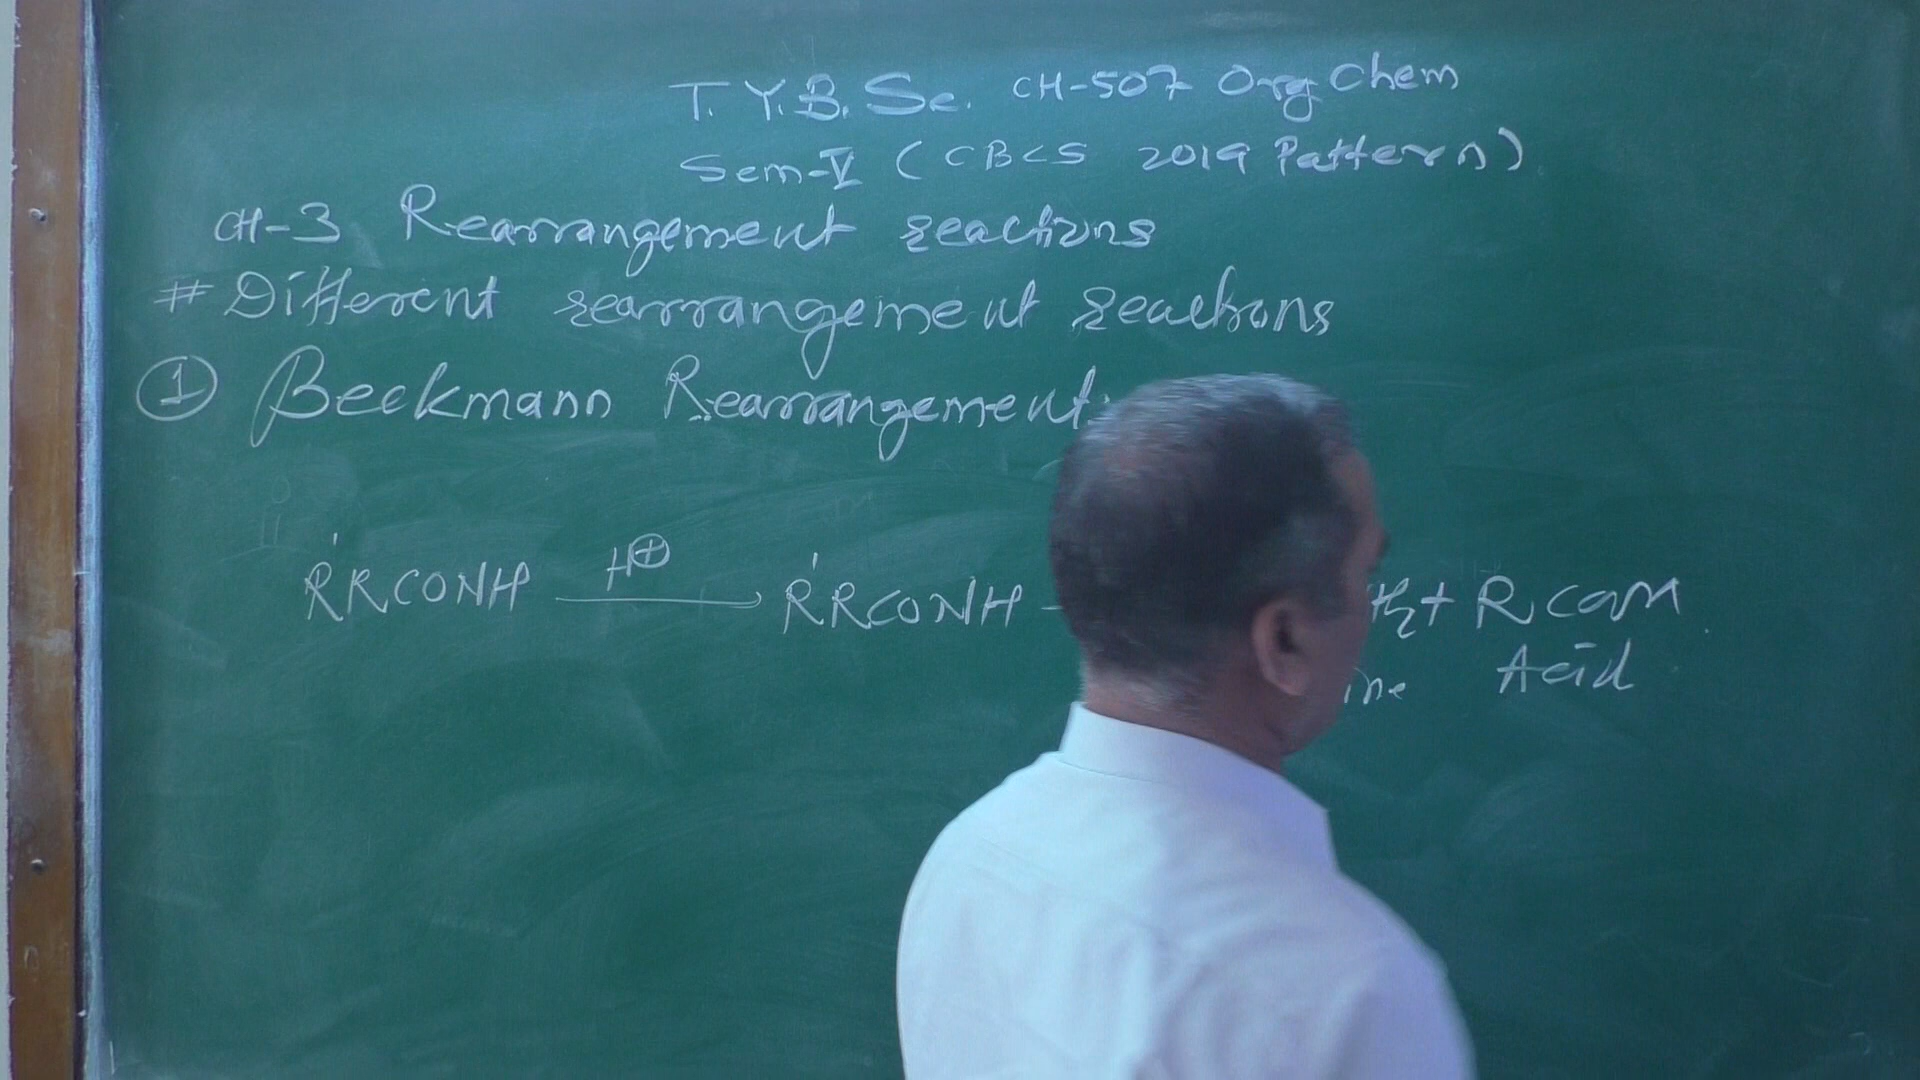 T.Y.B.Sc. CH-507 Org Chem
Sem-V (CBCS 2019 Pattern)
CH-3 Rearrangement reactions
# Different rearrangement reactions
① Beckmann Rearrangement:
R'RCONH H⊕ → R'RCONH + RCOOH
Acid